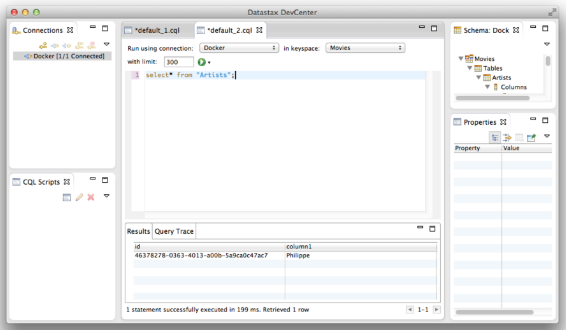 Datastax DevCenter
Connections
Docker [1/1 Connected]
CQL Scripts
*default_1.cql
*default_2.cql
Run using connection: Docker in keyspace: Movies
with limit: 300
1 select* from "Artists";
Results Query Trace
id column1
46378278-0363-4013-a00b-5a9ca0c47ac7 Philippe
1 statement successfully executed in 199 ms. Retrieved 1 row
1-1
Schema: Dock
Movies
Tables
Artists
Columns
Properties
Property Value